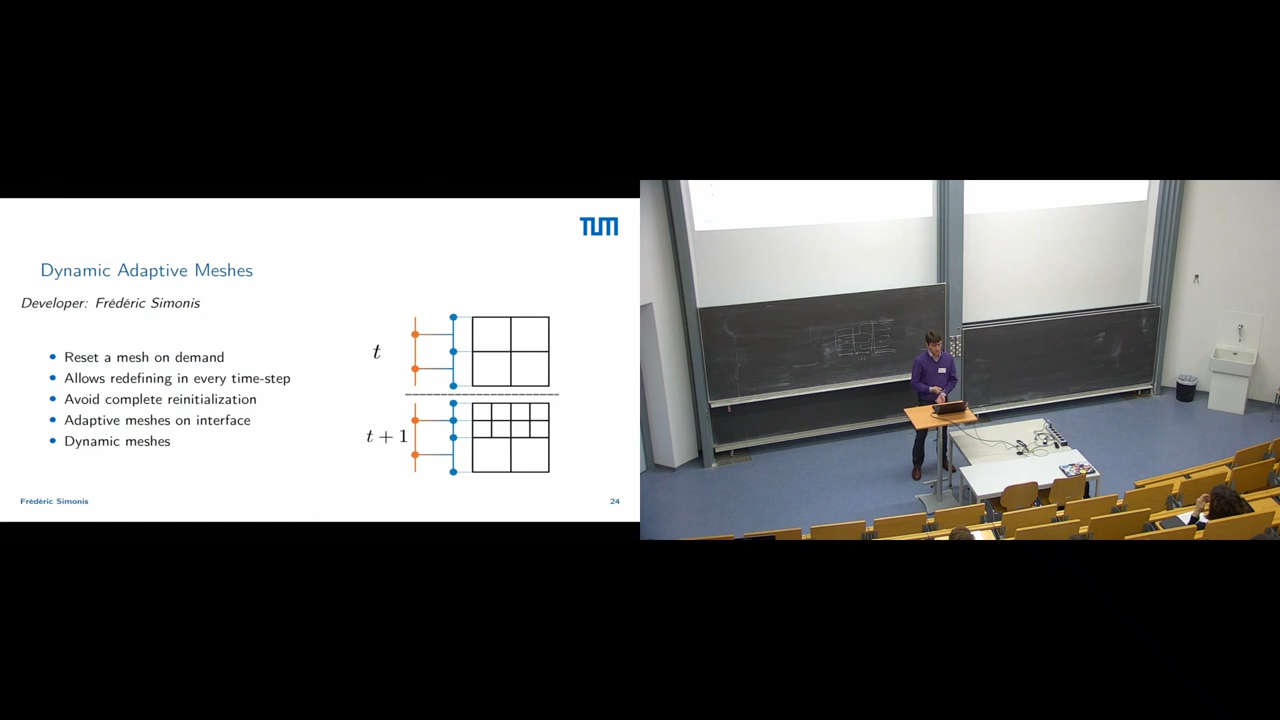 TUM
Dynamic Adaptive Meshes
Developer: Frédéric Simonis
Reset a mesh on demand
Allows redefining in every time-step
Avoid complete reinitialization
Adaptive meshes on interface
Dynamic meshes
t
t + 1
Frédéric Simonis
24